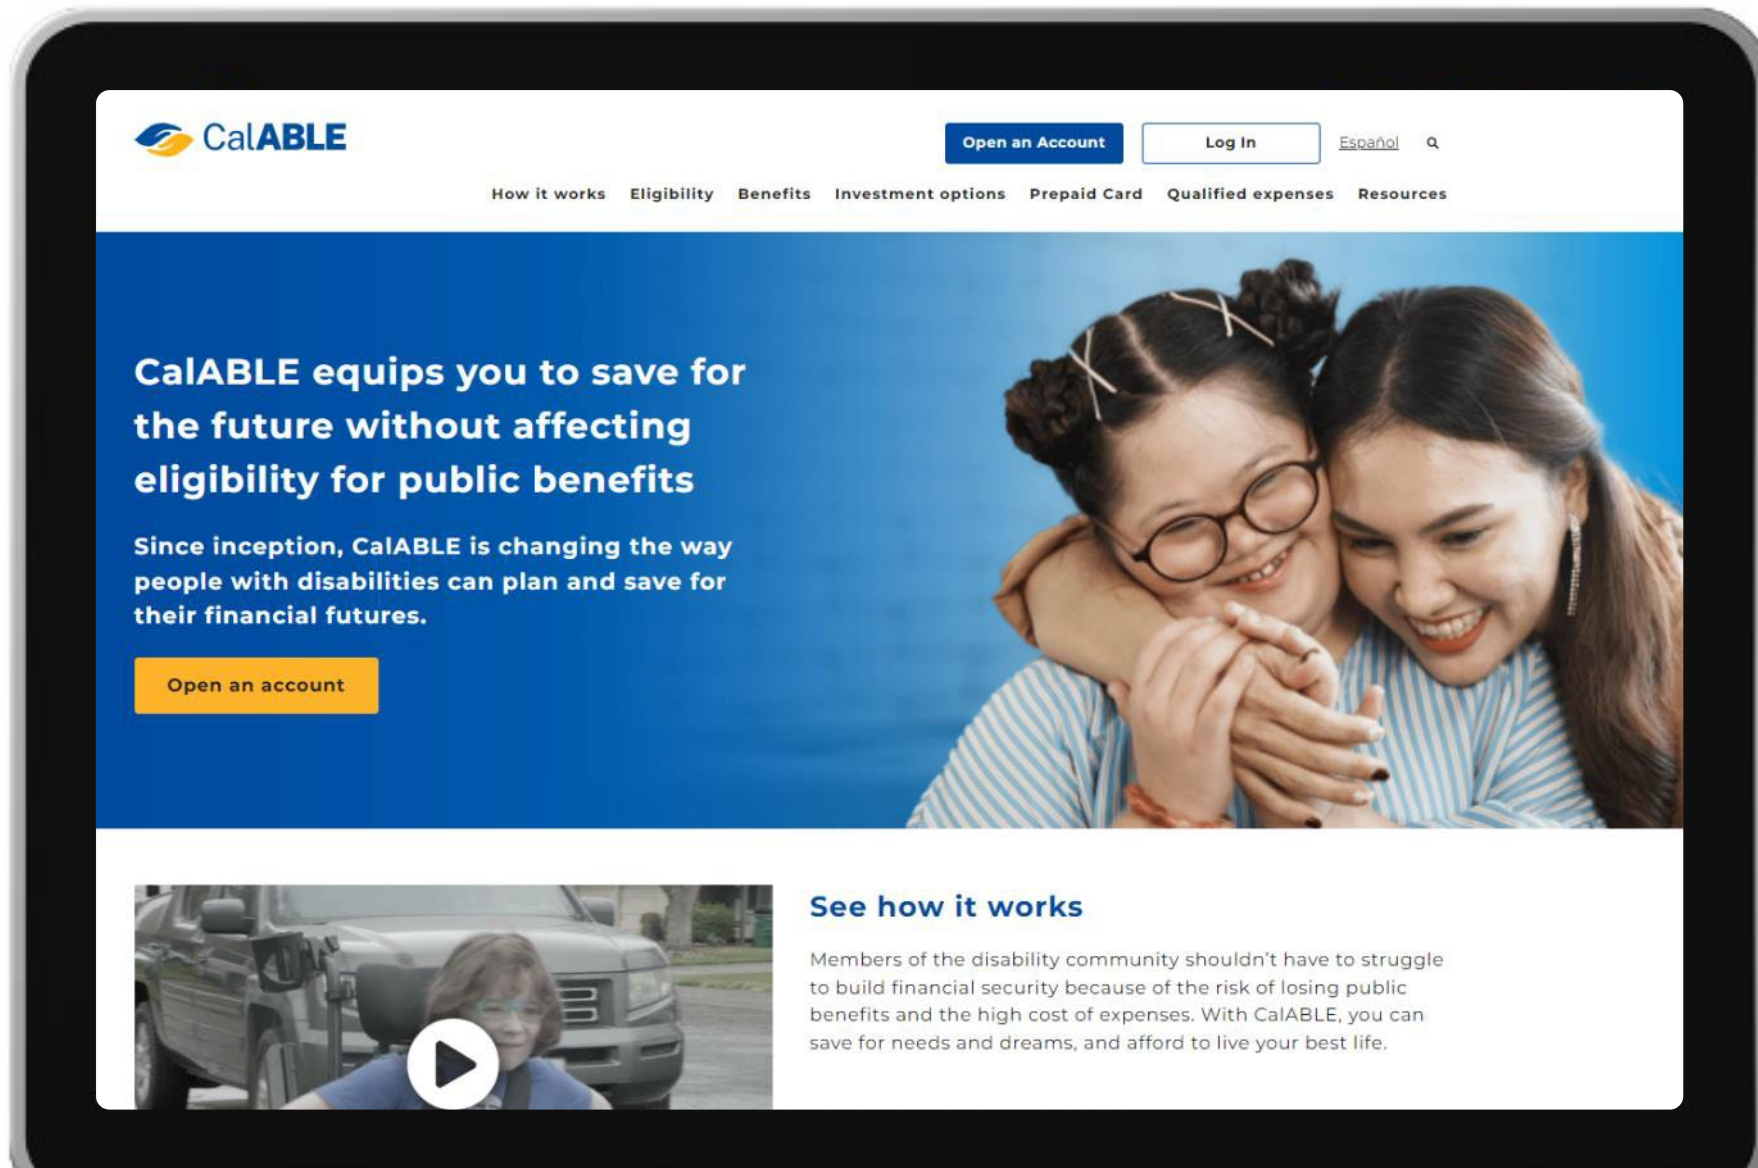 CalABLE
Open an Account
Log In
Español
How it works Eligibility Benefits Investment options Prepaid Card Qualified expenses Resources
CalABLE equips you to save for
the future without affecting
eligibility for public benefits
Since inception, CalABLE is changing the way
people with disabilities can plan and save for
their financial futures.
Open an account
See how it works
Members of the disability community shouldn't have to struggle
to build financial security because of the risk of losing public
benefits and the high cost of expenses. With CalABLE, you can
save for needs and dreams, and afford to live your best life.